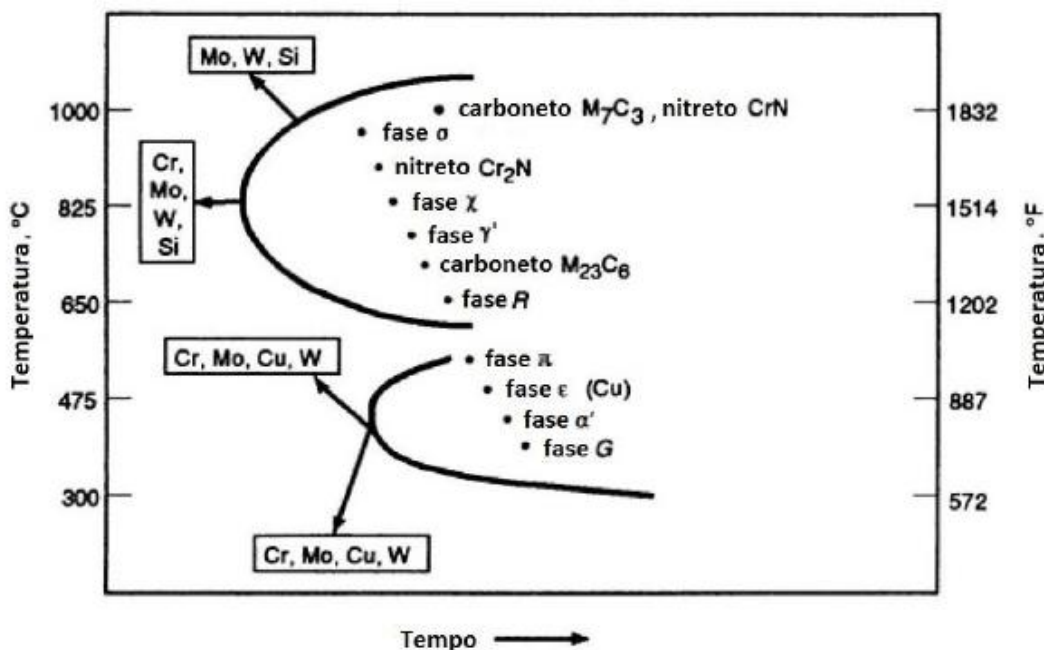 Mo, W, Si
1000
carboneto M₇C₃, nitreto CrN
1832
fase σ
Cr,
Mo,
W,
Si
nitreto Cr₂N
825
fase χ
1514
fase γ'
carboneto M₂₃C₆
650
fase R
1202
Temperatura, ºC
Temperatura, ºF
Cr, Mo, Cu, W
fase π
475
fase ε (Cu)
887
fase α'
fase G
300
572
Cr, Mo, Cu, W
Tempo